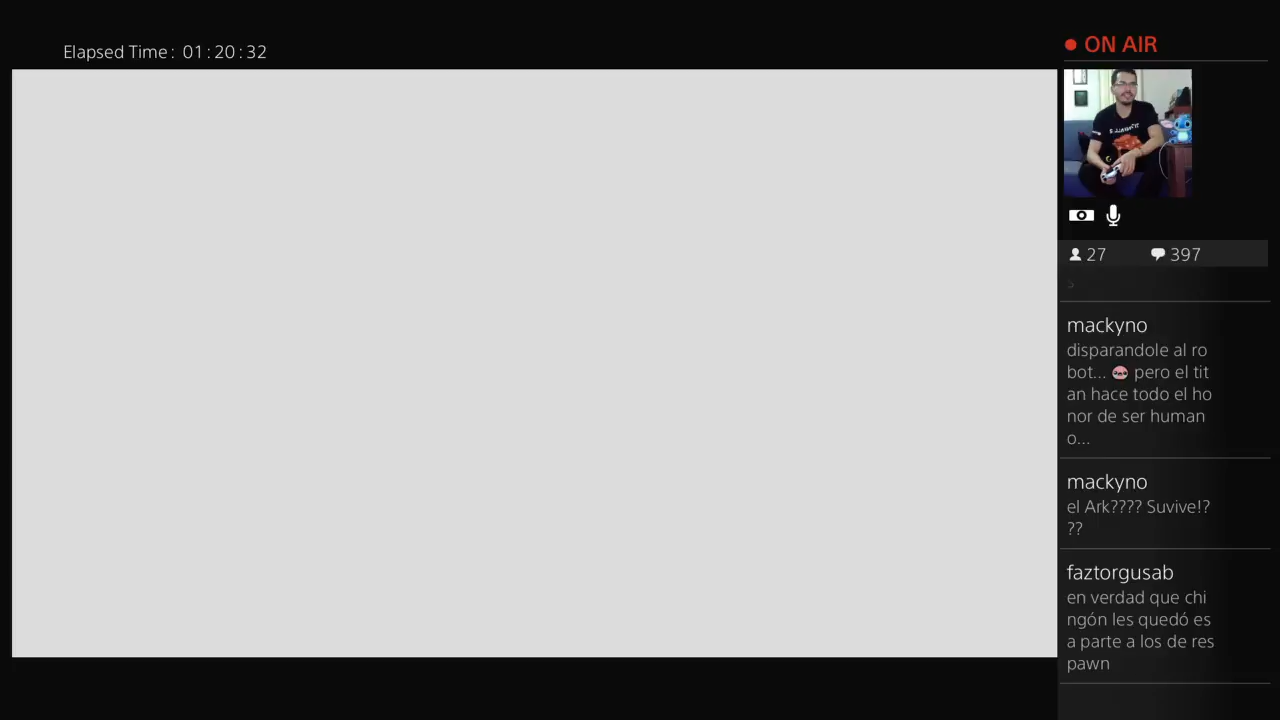 Elapsed Time: 01:20:32
ON AIR
27
397
mackyno
disparandole al ro
bot... pero el tit
an hace todo el ho
nor de ser human
o...
mackyno
el Ark???? Suvive!?
??
faztorgusab
en verdad que chi
ngón les quedó es
a parte a los de res
pawn